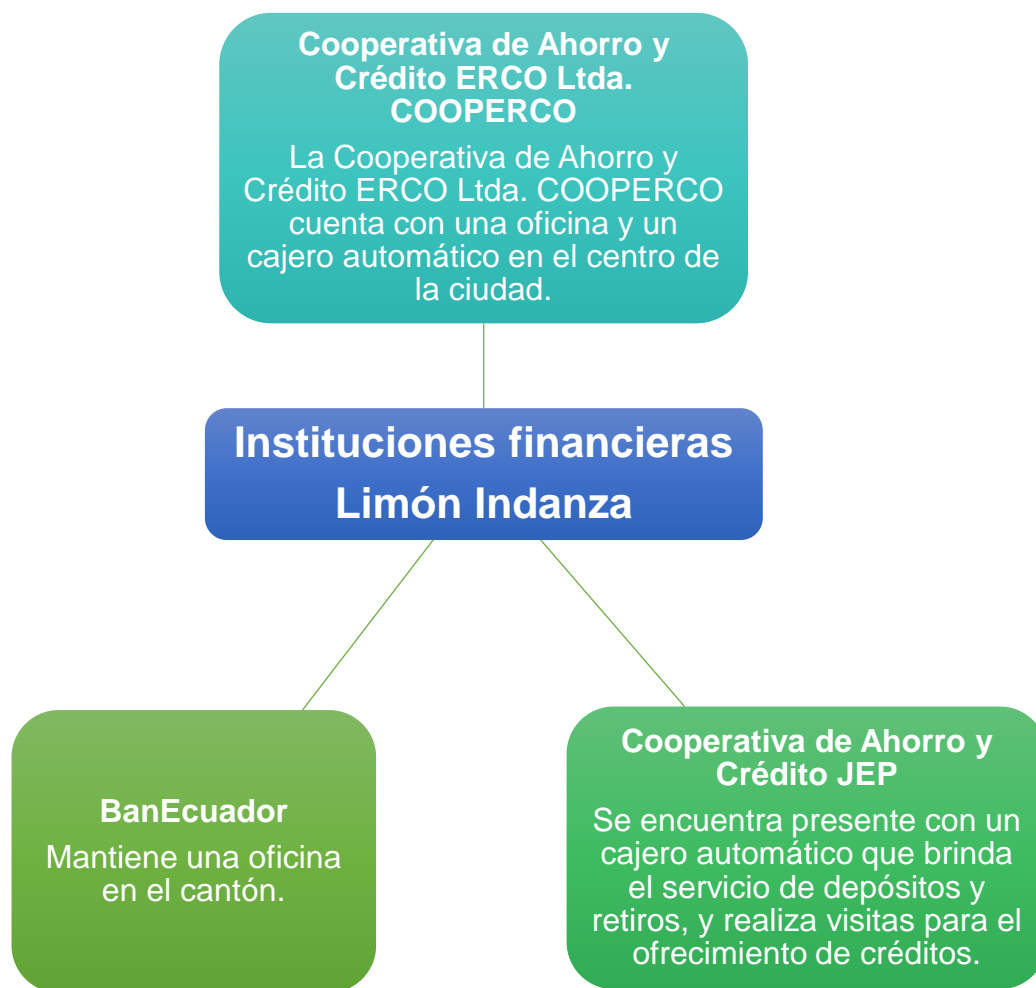 Cooperativa de Ahorro y
Crédito ERCO Ltda.
COOPERCO
La Cooperativa de Ahorro y
Crédito ERCO Ltda. COOPERCO
cuenta con una oficina y un
cajero automático en el centro de
la ciudad.
Instituciones financieras
Limón Indanza
BanEcuador
Mantiene una oficina
en el cantón.
Cooperativa de Ahorro y
Crédito JEP
Se encuentra presente con un
cajero automático que brinda
el servicio de depósitos y
retiros, y realiza visitas para el
ofrecimiento de créditos.